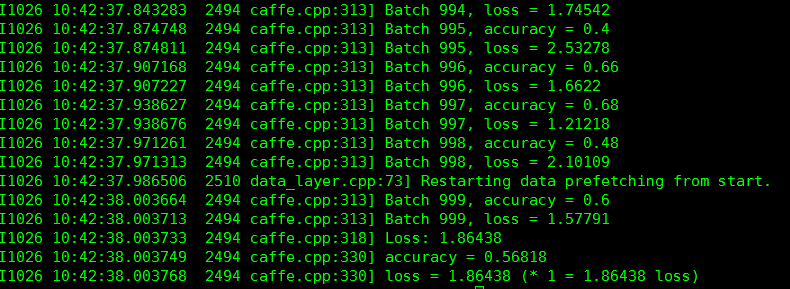 I1026 10:42:37.843283  2494 caffe.cpp:313] Batch 994, loss = 1.74542
I1026 10:42:37.874748  2494 caffe.cpp:313] Batch 995, accuracy = 0.4
I1026 10:42:37.874811  2494 caffe.cpp:313] Batch 995, loss = 2.53278
I1026 10:42:37.907168  2494 caffe.cpp:313] Batch 996, accuracy = 0.66
I1026 10:42:37.907227  2494 caffe.cpp:313] Batch 996, loss = 1.6622
I1026 10:42:37.938627  2494 caffe.cpp:313] Batch 997, accuracy = 0.68
I1026 10:42:37.938676  2494 caffe.cpp:313] Batch 997, loss = 1.21218
I1026 10:42:37.971261  2494 caffe.cpp:313] Batch 998, accuracy = 0.48
I1026 10:42:37.971313  2494 caffe.cpp:313] Batch 998, loss = 2.10109
I1026 10:42:37.986506  2510 data_layer.cpp:73] Restarting data prefetching from start.
I1026 10:42:38.003664  2494 caffe.cpp:313] Batch 999, accuracy = 0.6
I1026 10:42:38.003713  2494 caffe.cpp:313] Batch 999, loss = 1.57791
I1026 10:42:38.003733  2494 caffe.cpp:318] Loss: 1.86438
I1026 10:42:38.003749  2494 caffe.cpp:330] accuracy = 0.56818
I1026 10:42:38.003768  2494 caffe.cpp:330] loss = 1.86438 (* 1 = 1.86438 loss)